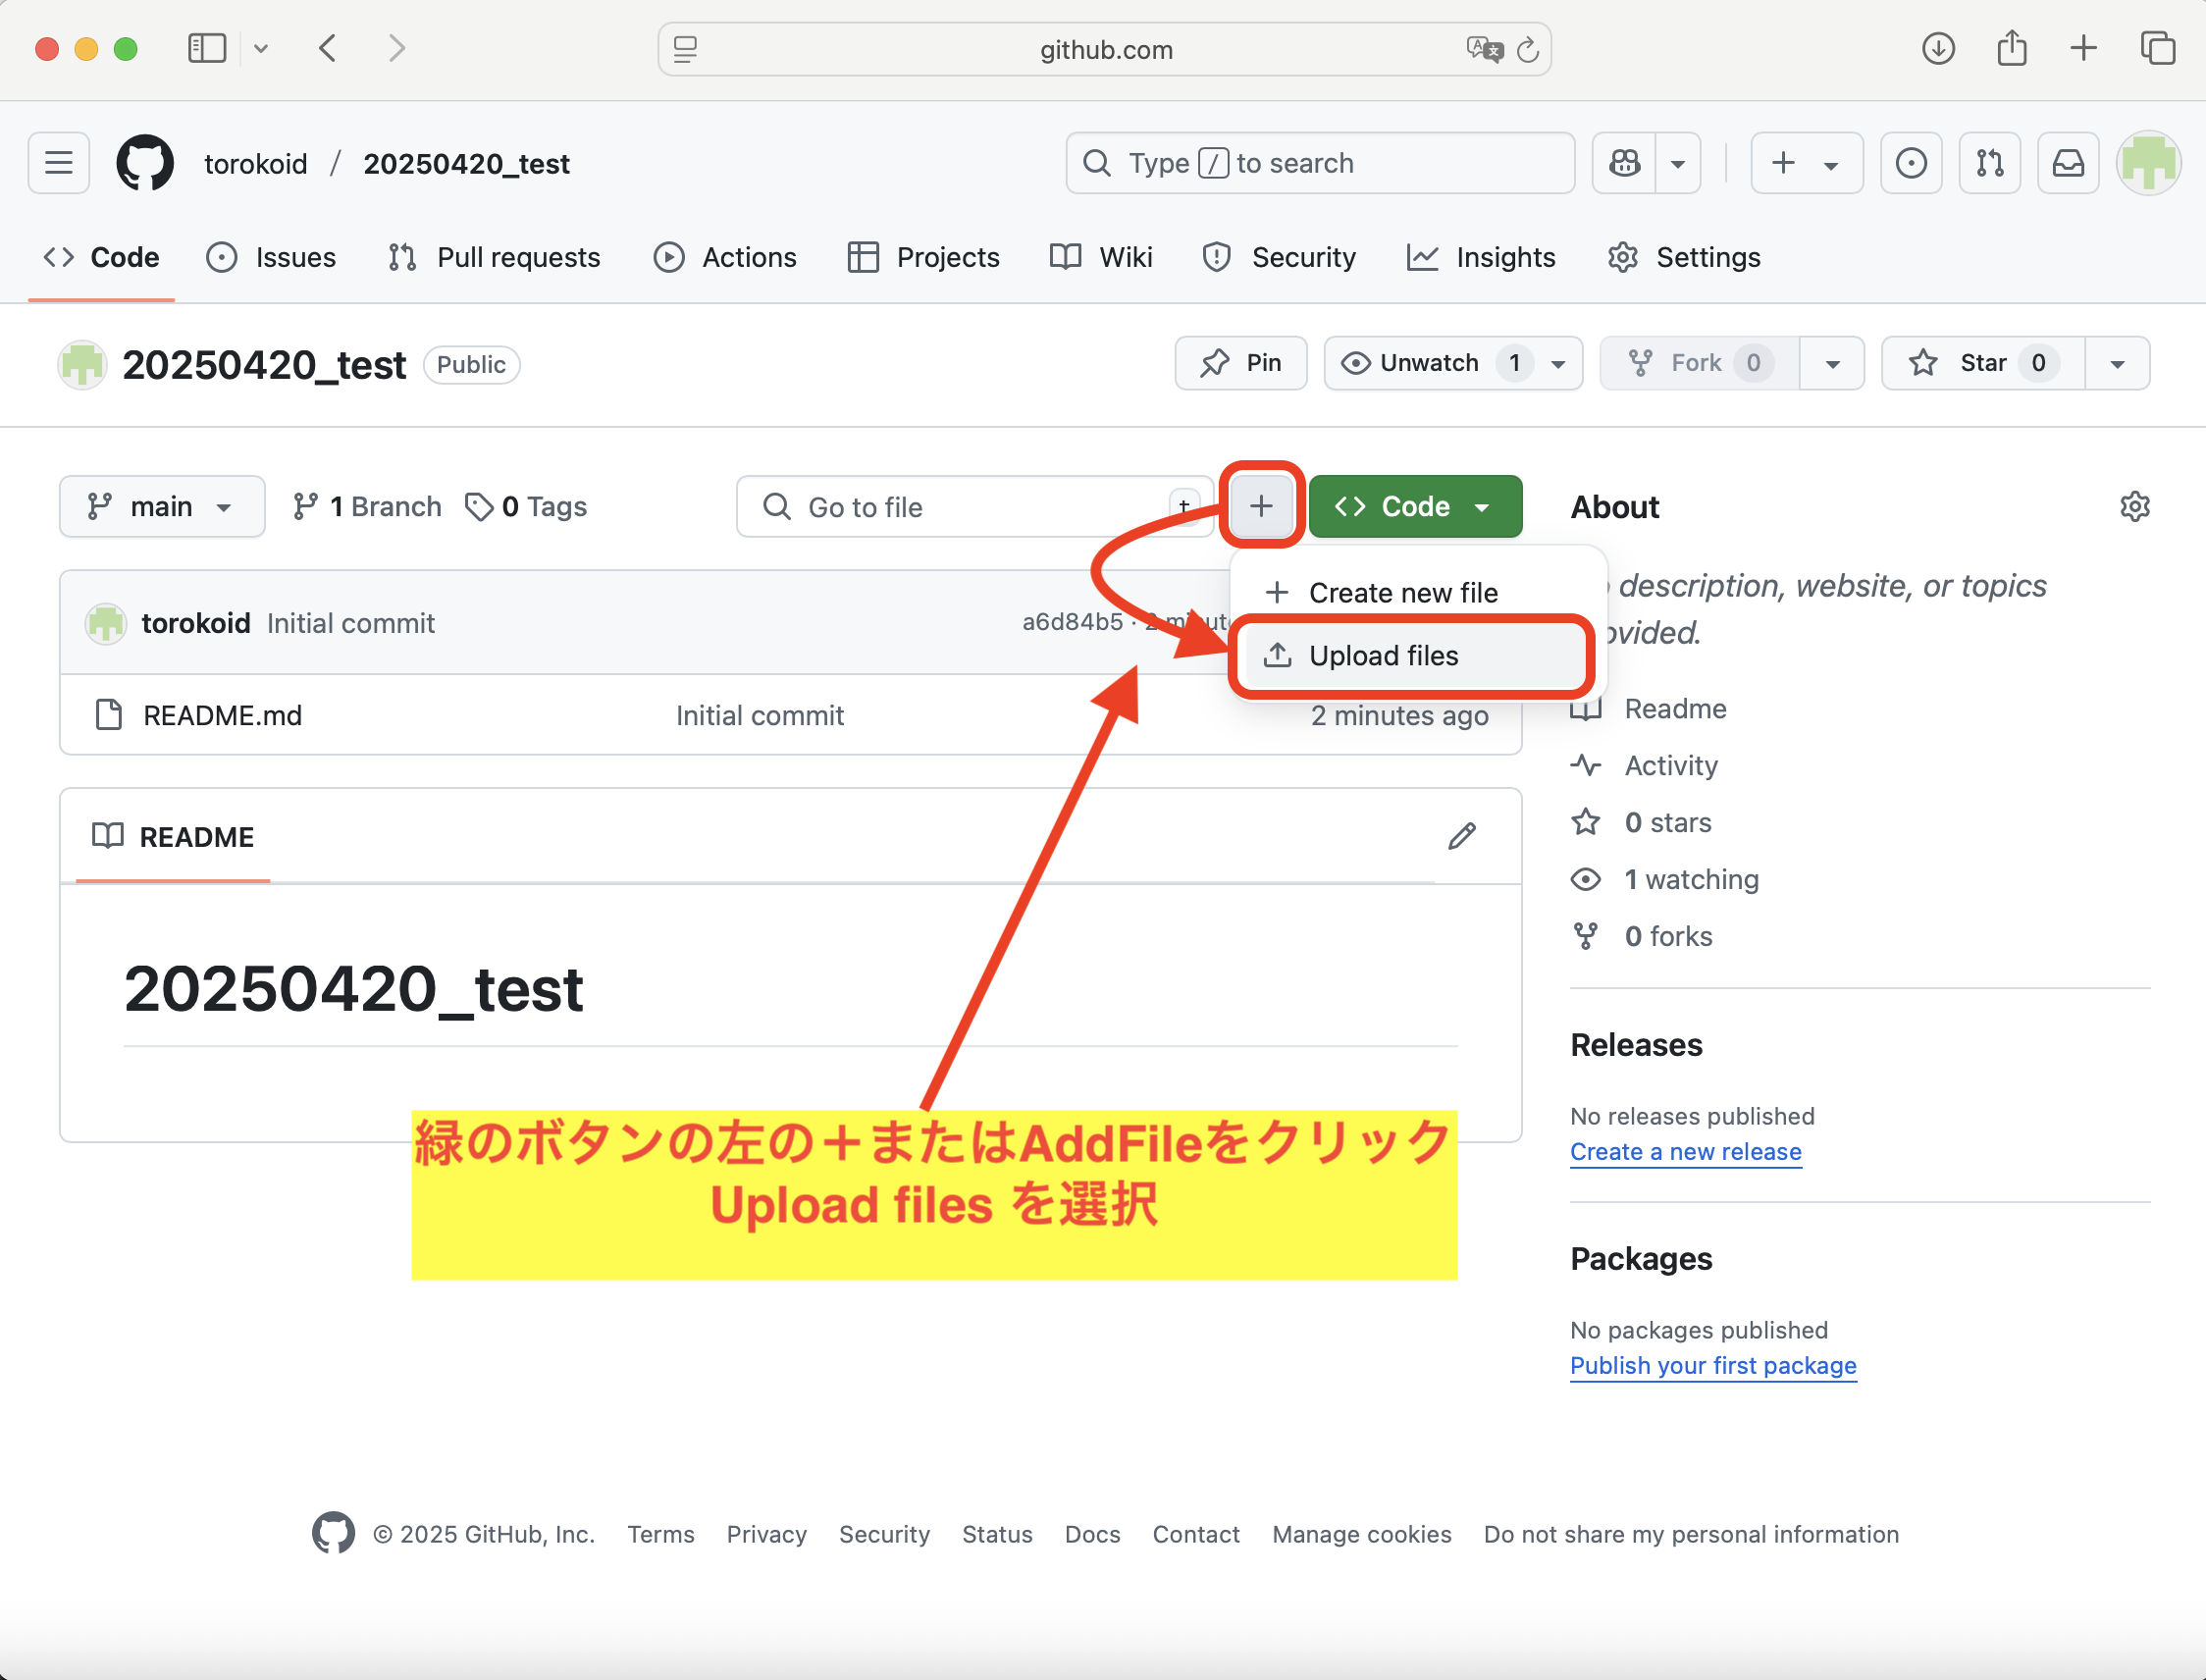 github.com
torokoid / 20250420_test
Type / to search
Code
Issues
Pull requests
Actions
Projects
Wiki
Security
Insights
Settings
20250420_test Public
Pin
Unwatch 1
Fork 0
Star 0
main
1 Branch
0 Tags
Go to file
t
Code
Create new file
Upload files
torokoid Initial commit
a6d84b5 · 2 minut
README.md
Initial commit
2 minutes ago
README
20250420_test
緑のボタンの左の＋またはAddFileをクリック
Upload files を選択
About
description, website, or topics
ovided.
Readme
Activity
0 stars
1 watching
0 forks
Releases
No releases published
Create a new release
Packages
No packages published
Publish your first package
© 2025 GitHub, Inc.
Terms
Privacy
Security
Status
Docs
Contact
Manage cookies
Do not share my personal information